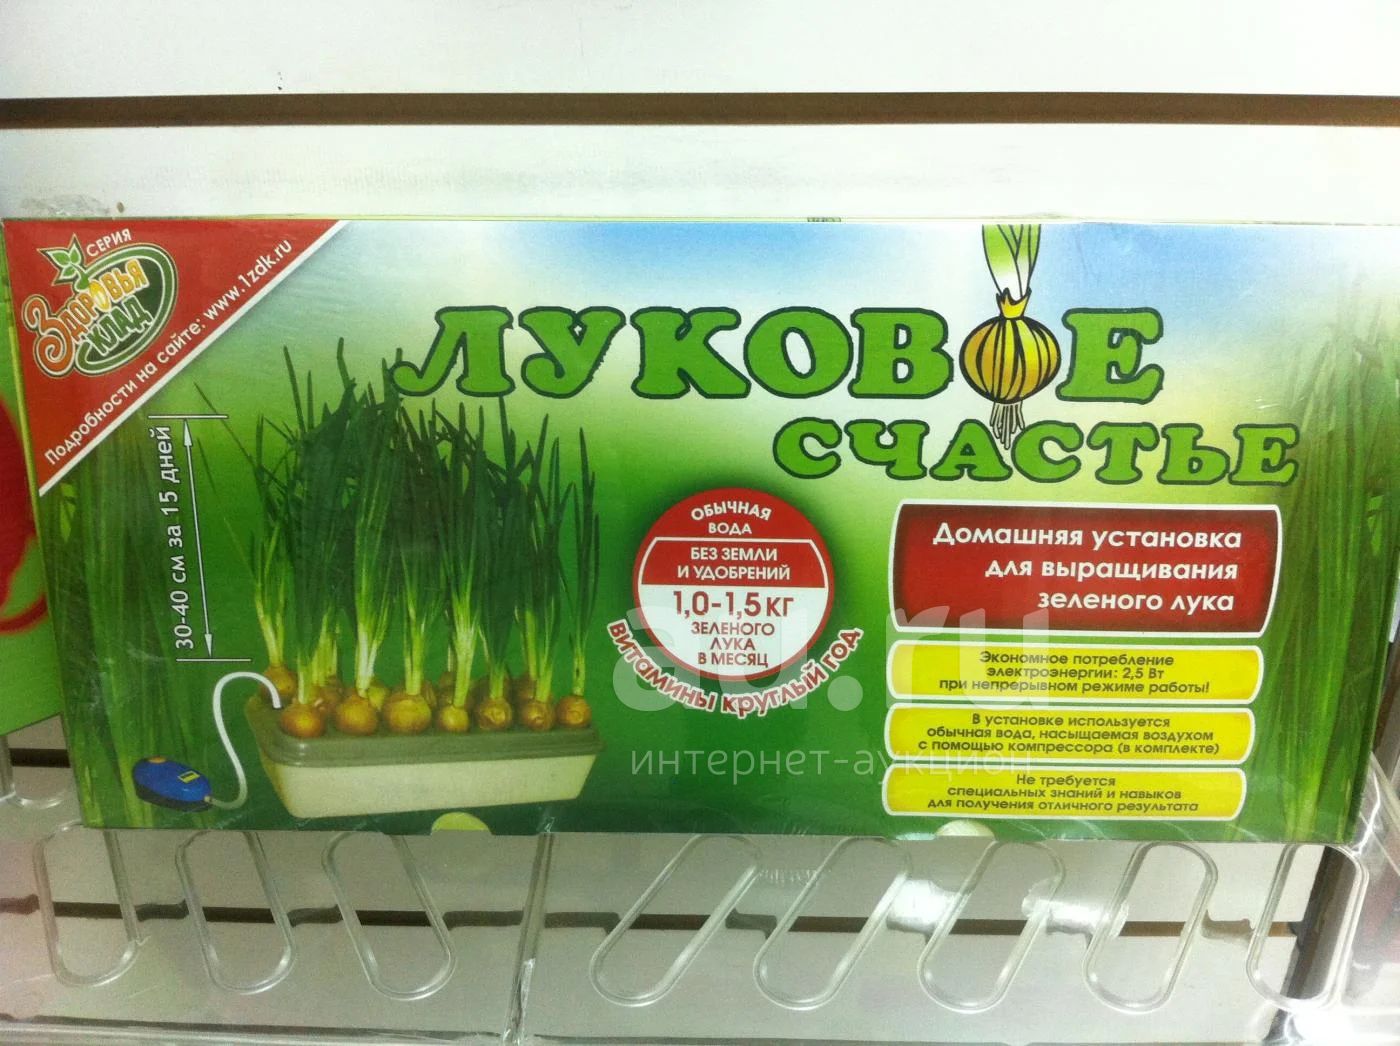 СЕРИЯ
ЗДОРОВЬЯ
КЛАД
Подробности на сайте: www.1zdk.ru
ЛУКОВОЕ
СЧАСТЬЕ
30-40 см за 15 дней
ОБЫЧНАЯ
ВОДА
БЕЗ ЗЕМЛИ
И УДОБРЕНИЙ
1,0-1,5 КГ
ЗЕЛЕНОГО
ЛУКА
В МЕСЯЦ
ВИТАМИНЫ КРУГЛЫЙ ГОД
Домашняя установка
для выращивания
зеленого лука
Экономное потребление
электроэнергии: 2,5 Вт
при непрерывном режиме работы!
В установке используется
обычная вода, насыщаемая воздухом
с помощью компрессора (в комплекте)
Не требуется
специальных знаний и навыков
для получения отличного результата
au.ru
интернет-аукцион